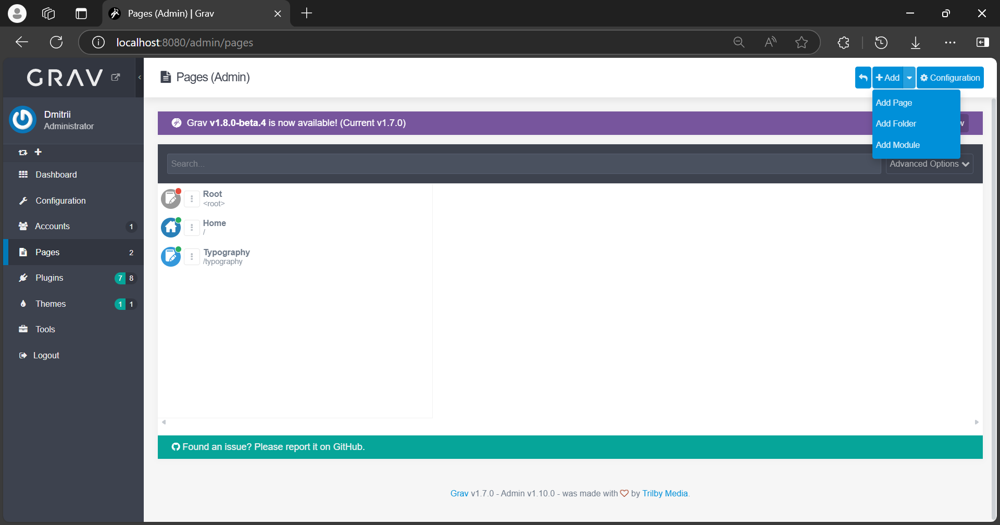 Pages (Admin) | Grav
localhost:8080/admin/pages
GRAV
Pages (Admin)
Add
Configuration
Add Page
Add Folder
Add Module
Dmitrii
Administrator
Grav v1.8.0-beta.4 is now available! (Current v1.7.0)
Search...
Advanced Options
Dashboard
Configuration
Accounts 1
Pages 2
Plugins 7 8
Themes 1 1
Tools
Logout
Root
<root>
Home
/
Typography
/typography
Found an issue? Please report it on GitHub.
Grav v1.7.0 - Admin v1.10.0 - was made with by Trilby Media.